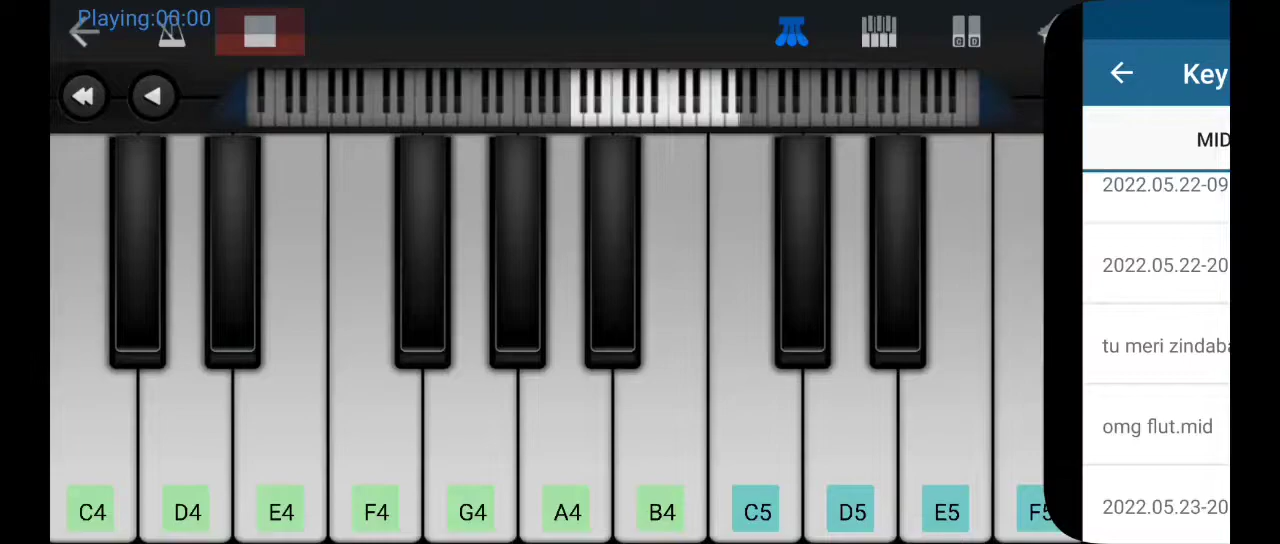 Playing:00:00
C D
Key
MID
2022.05.22-09
2022.05.22-20
tu meri zindab
omg flut.mid
2022.05.23-20
C4 D4 E4 F4 G4 A4 B4 C5 D5 E5 F5